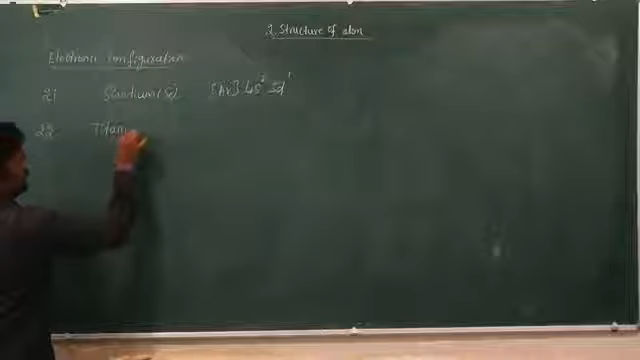 2. Structure of atom
Electronic configuration
21 Scandium (Sc) [Ar] 4s² 3d¹
22 Titan